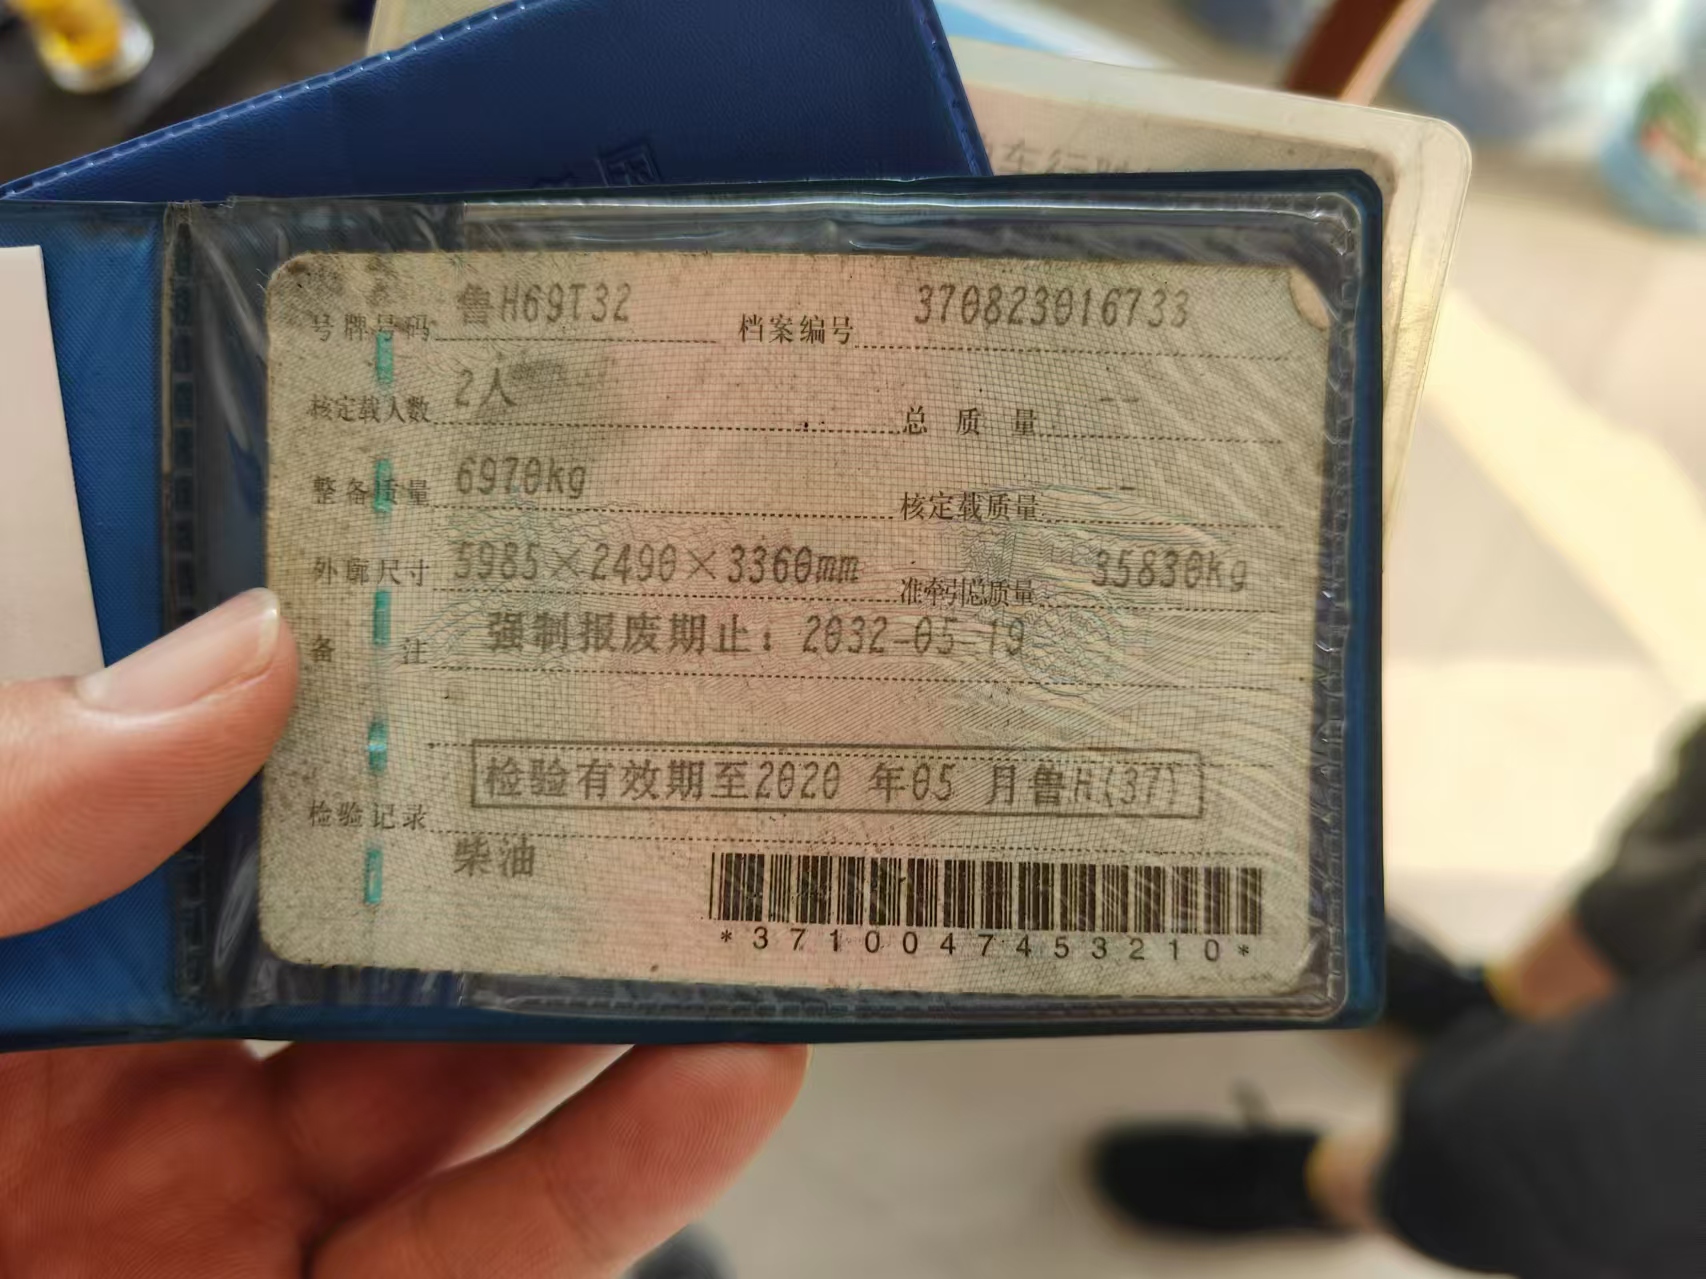 号牌号码 鲁H69T32 档案编号 370823016733
核定载人数 2人 总质量 --
整备质量 6970kg 核定载质量 --
外廓尺寸 5985×2490×3360mm 准牵引总质量 35830kg
备注 强制报废期止：2032-05-19
检验记录 检验有效期至2020 年05 月鲁H(37)
柴油
*3710047453210*